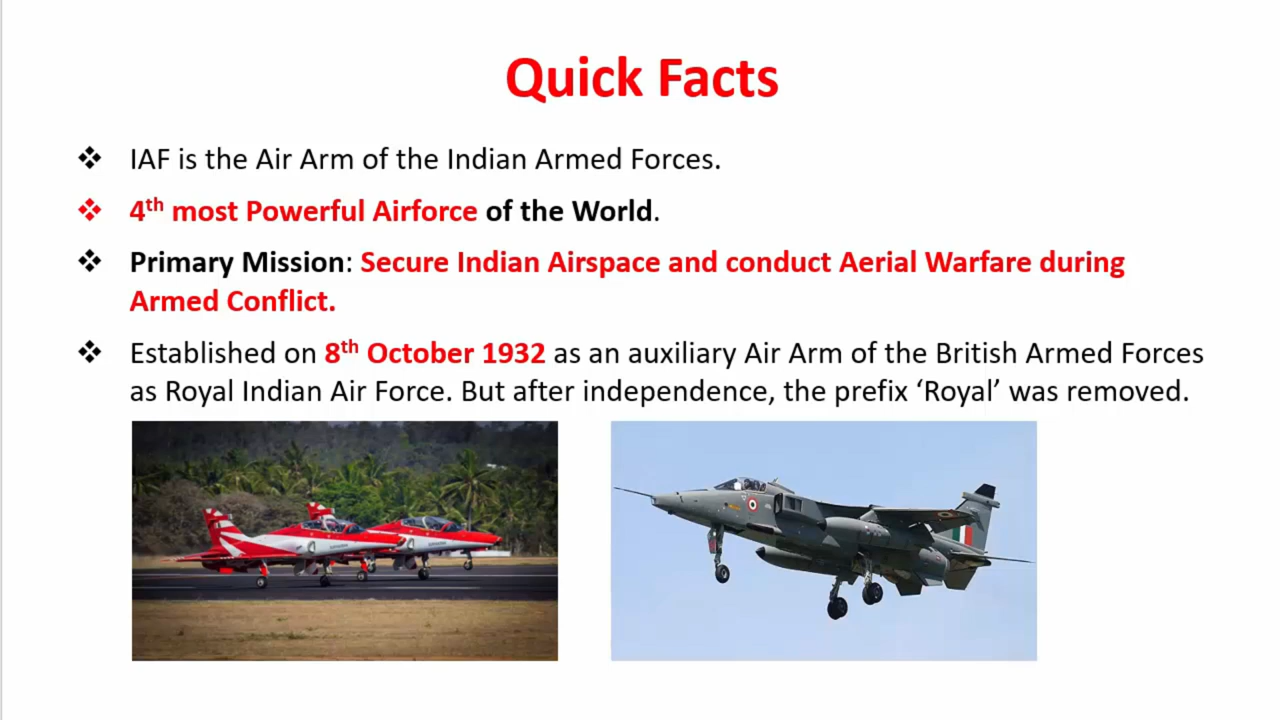 Quick Facts
❖ IAF is the Air Arm of the Indian Armed Forces.
❖ 4th most Powerful Airforce of the World.
❖ Primary Mission: Secure Indian Airspace and conduct Aerial Warfare during
Armed Conflict.
❖ Established on 8th October 1932 as an auxiliary Air Arm of the British Armed Forces
as Royal Indian Air Force. But after independence, the prefix ‘Royal’ was removed.